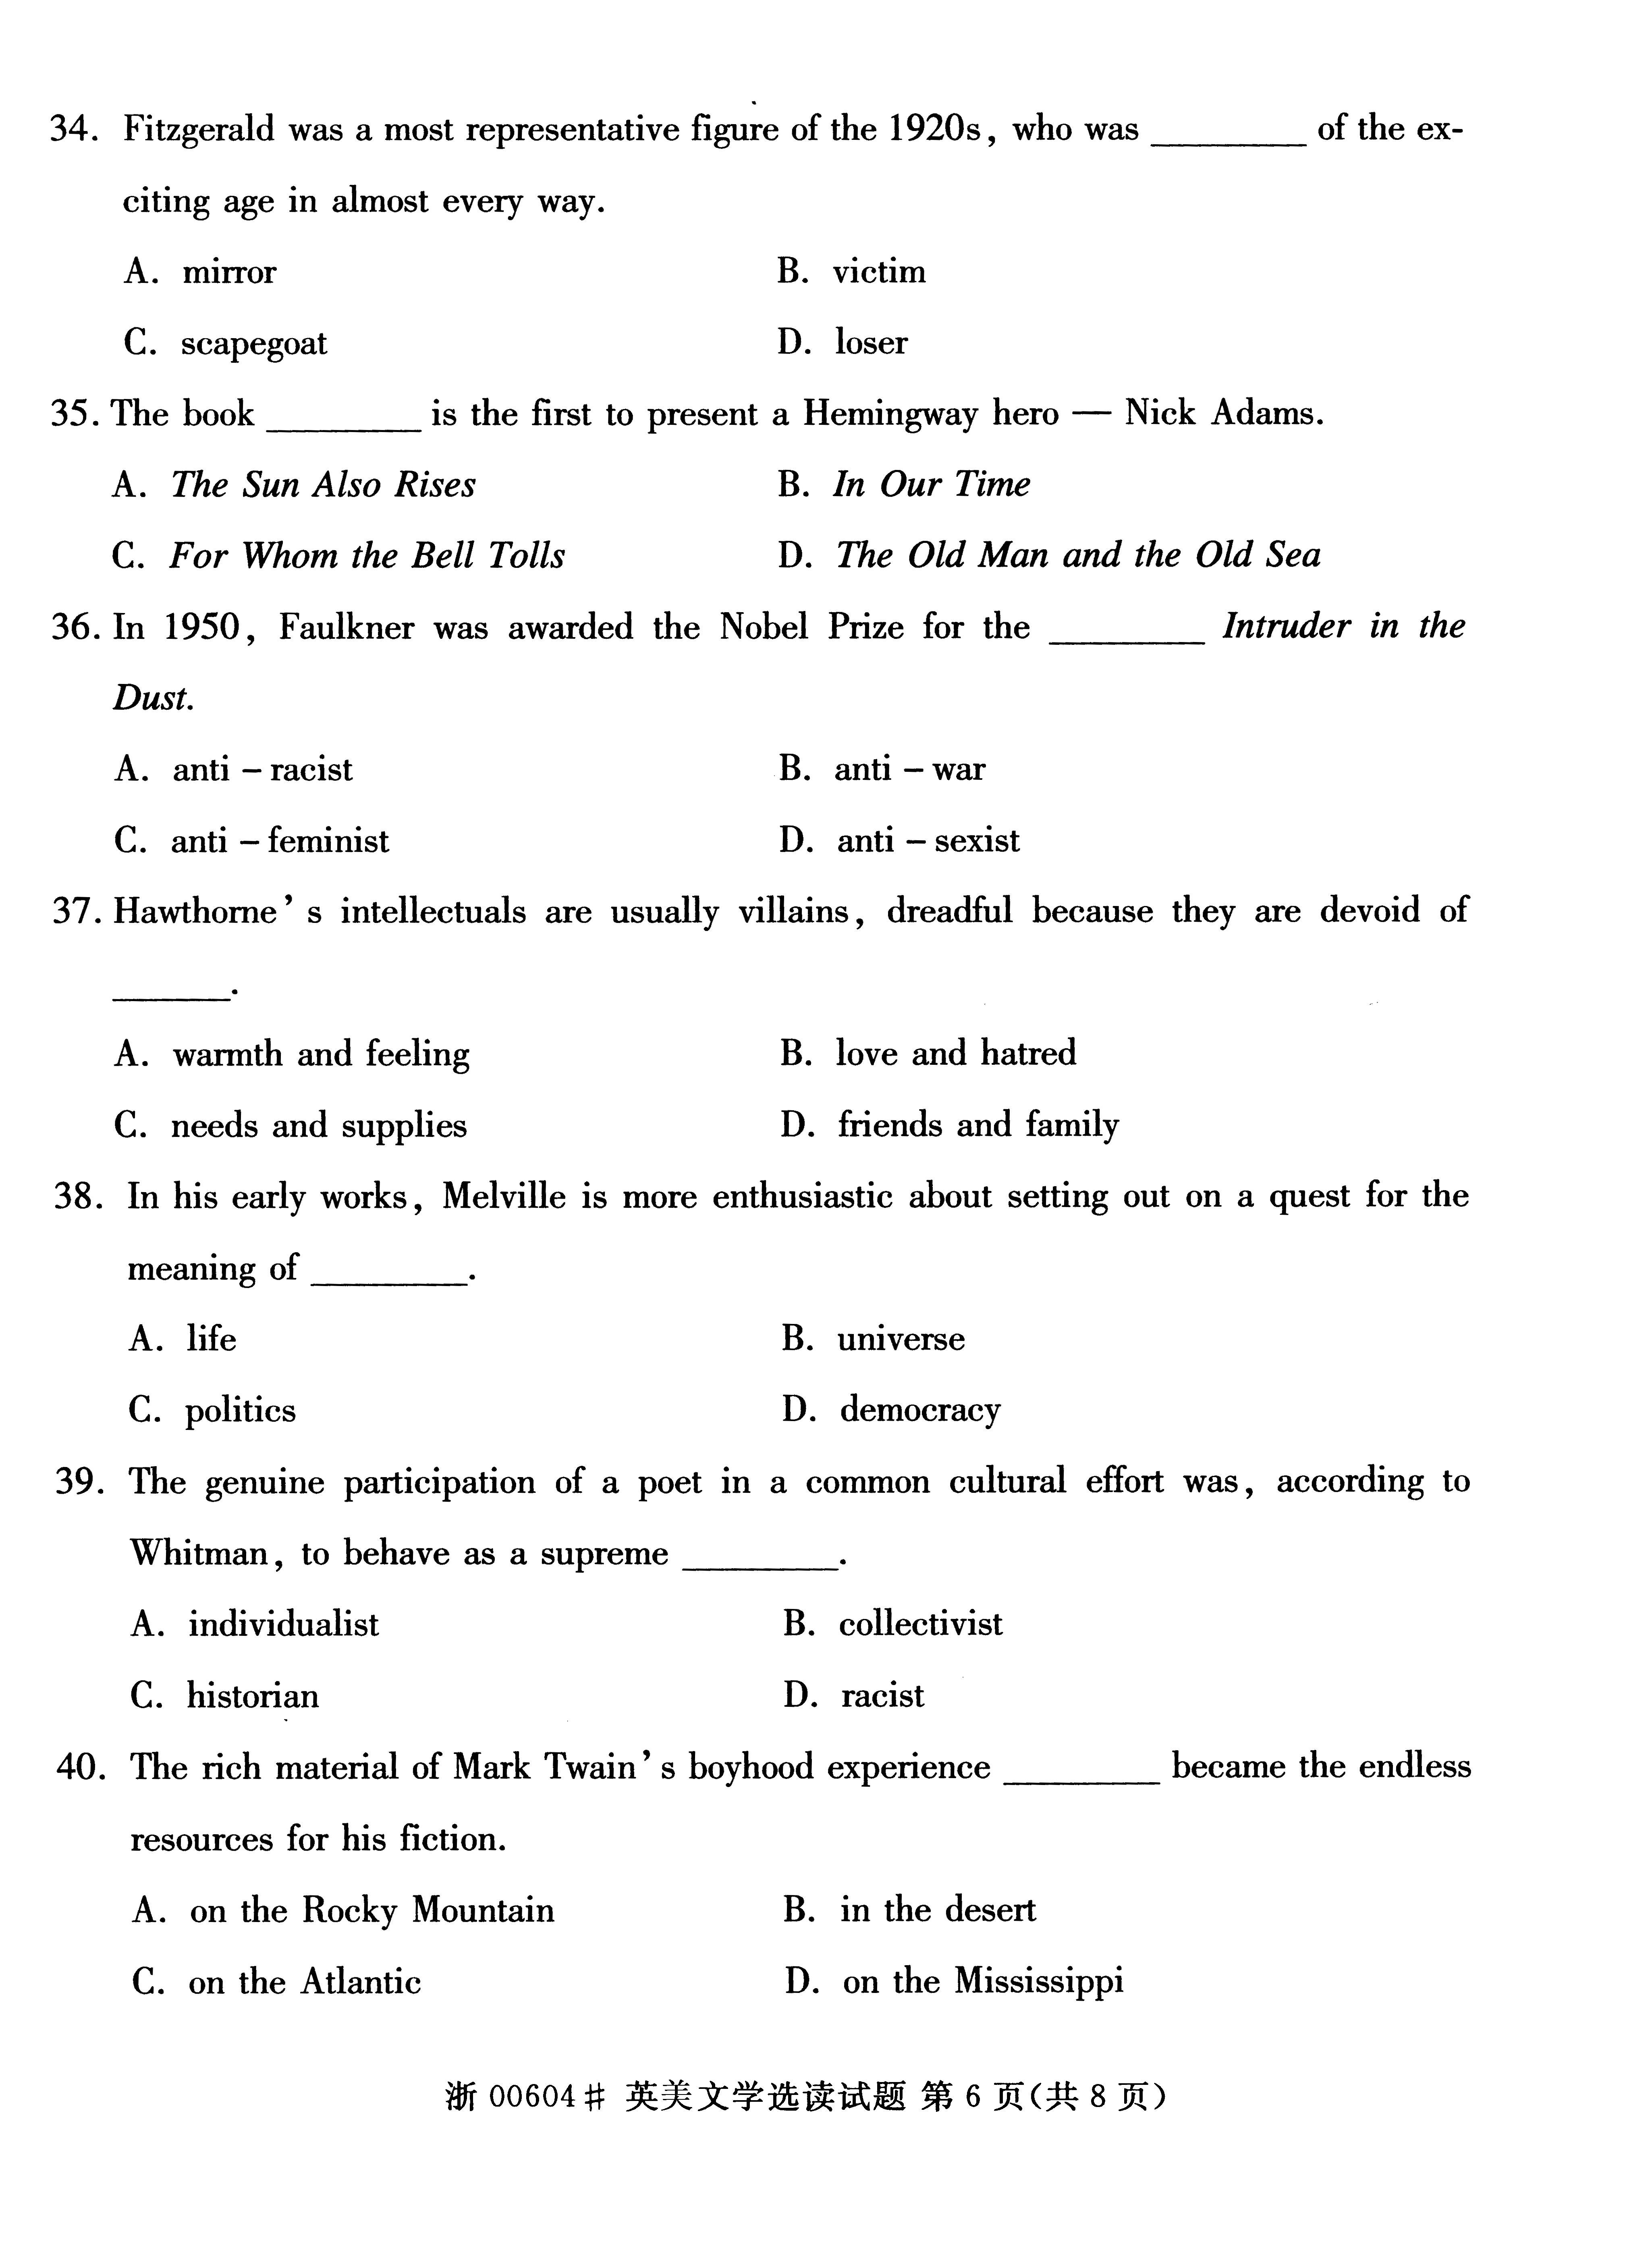 34. Fitzgerald was a most representative figure of the 1920s, who was ________ of the ex-
citing age in almost every way.
A. mirror B. victim
C. scapegoat D. loser
35. The book ________ is the first to present a Hemingway hero — Nick Adams.
A. The Sun Also Rises B. In Our Time
C. For Whom the Bell Tolls D. The Old Man and the Old Sea
36. In 1950, Faulkner was awarded the Nobel Prize for the ________ Intruder in the
Dust.
A. anti – racist B. anti – war
C. anti – feminist D. anti – sexist
37. Hawthorne's intellectuals are usually villains, dreadful because they are devoid of
______.
A. warmth and feeling B. love and hatred
C. needs and supplies D. friends and family
38. In his early works, Melville is more enthusiastic about setting out on a quest for the
meaning of ________.
A. life B. universe
C. politics D. democracy
39. The genuine participation of a poet in a common cultural effort was, according to
Whitman, to behave as a supreme ________.
A. individualist B. collectivist
C. historian D. racist
40. The rich material of Mark Twain's boyhood experience ________ became the endless
resources for his fiction.
A. on the Rocky Mountain B. in the desert
C. on the Atlantic D. on the Mississippi
浙 00604# 英美文学选读试题 第 6 页(共 8 页)